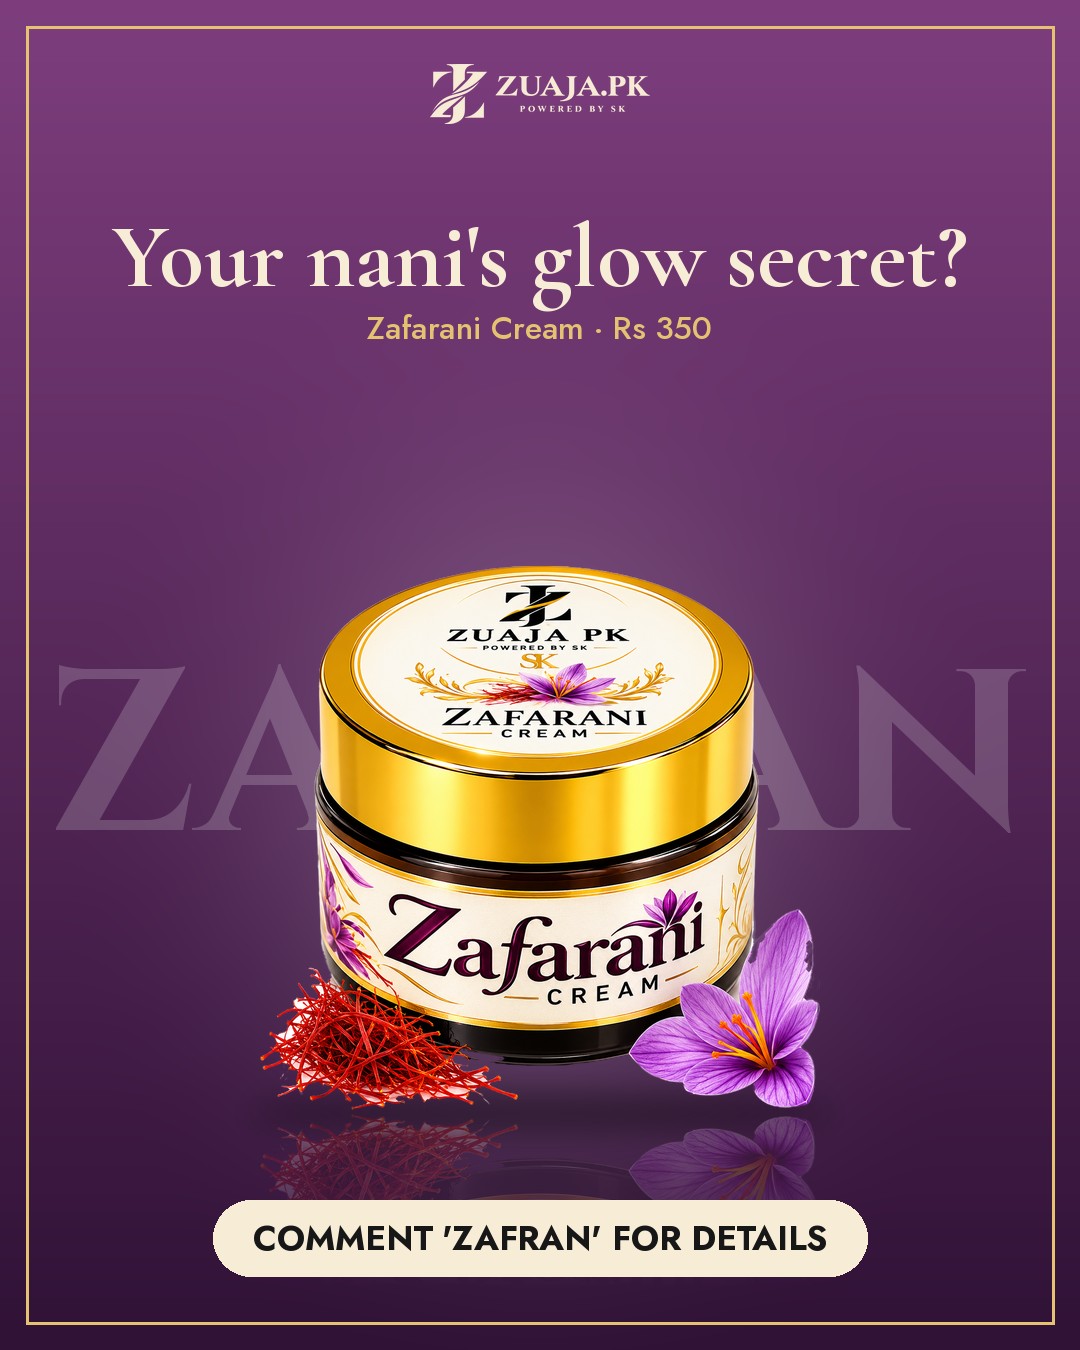 ZUAJA.PK
POWERED BY SK
Your nani's glow secret?
Zafarani Cream · Rs 350
ZUAJA PK
POWERED BY SK
SK
ZAFARANI
CREAM
Zafarani
CREAM
COMMENT 'ZAFRAN' FOR DETAILS